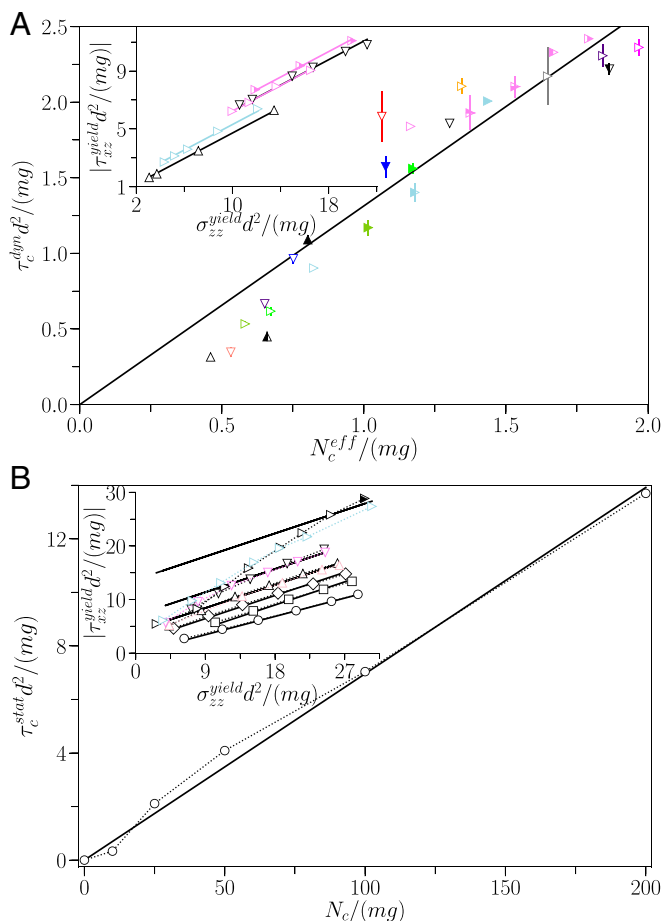 A
2.5
2.0
1.5
1.0
0.5
0.0
τ_c^{dyn} d²/(mg)
11
9
5
1
|τ_{xz}^{yield} d²/(mg)|
2 10 18
σ_{zz}^{yield} d²/(mg)
0.0 0.5 1.0 1.5 2.0
N_c^{eff}/(mg)
B
12
8
4
0
τ_c^{stat} d²/(mg)
30
20
10
0
|τ_{xz}^{yield} d²/(mg)|
0 9 18 27
σ_{zz}^{yield} d²/(mg)
0 50 100 150 200
N_c/(mg)